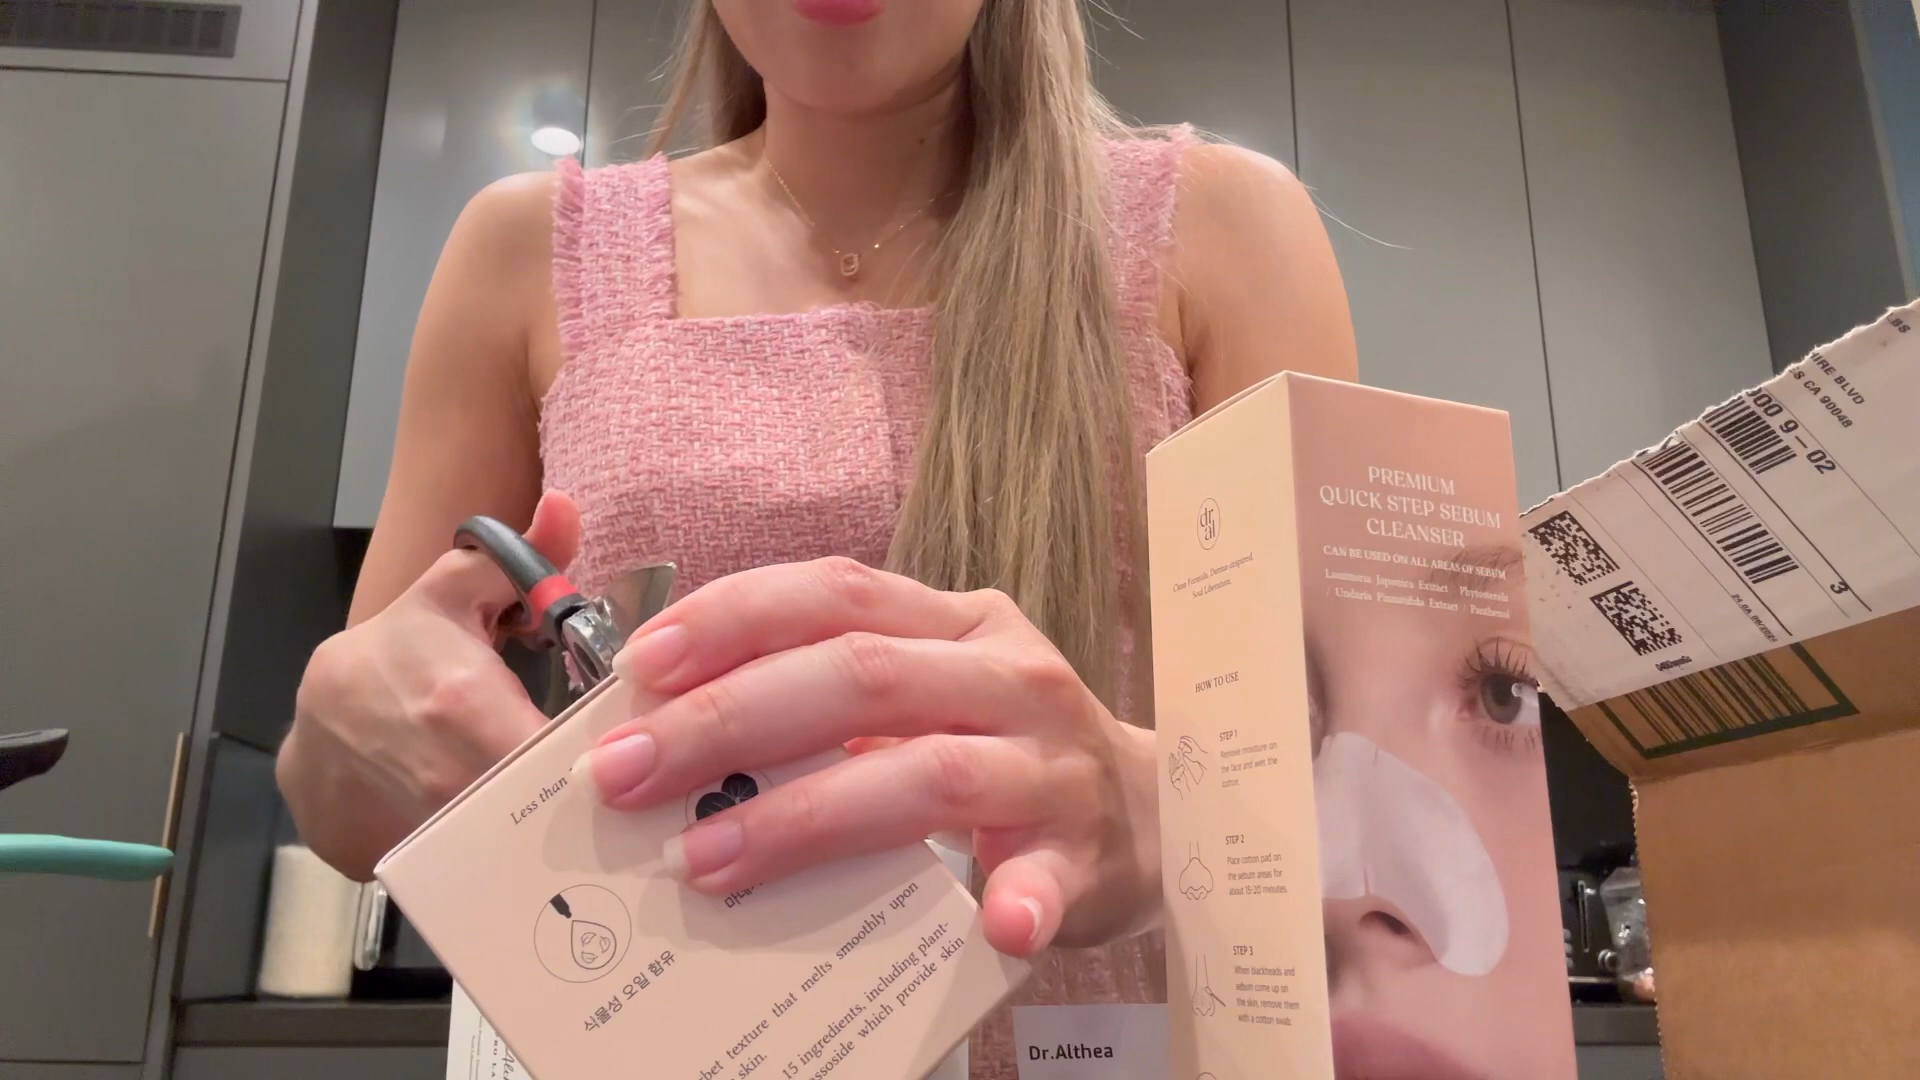 Less than
식물성 오일 함유
texture that melts smoothly upon
skin.
15 ingredients, including plant-
which provide skin
Dr.Althea
dr.
al
Clean Formula, Derma-inspired,
Soul Liberation.
HOW TO USE
STEP 1
Remove moisture on
the face and wet the
cotton.
STEP 2
Place cotton pad on
the sebum areas for
about 15-20 minutes.
STEP 3
When blackheads and
sebum come up on
the skin, remove them
with a cotton swab.
PREMIUM
QUICK STEP SEBUM
CLEANSER
CAN BE USED ON ALL AREAS OF SEBUM
Laminaria Japonica Extract / Phytosterols
/ Undaria Pinnatifida Extract / Panthenol
BLVD
CA 90048
9-02
3